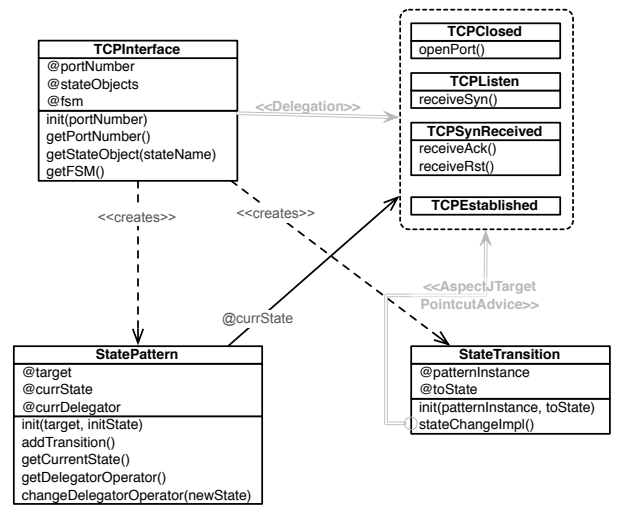 TCPInterface
@portNumber
@stateObjects
@fsm
init(portNumber)
getPortNumber()
getStateObject(stateName)
getFSM()
<<Delegation>>
TCPClosed
openPort()
TCPListen
receiveSyn()
TCPSynReceived
receiveAck()
receiveRst()
TCPEstablished
<<creates>>
<<creates>>
<<AspectJTarget
PointcutAdvice>>
@currState
StatePattern
@target
@currState
@currDelegator
init(target, initState)
addTransition()
getCurrentState()
getDelegatorOperator()
changeDelegatorOperator(newState)
StateTransition
@patternInstance
@toState
init(patternInstance, toState)
stateChangeImpl()